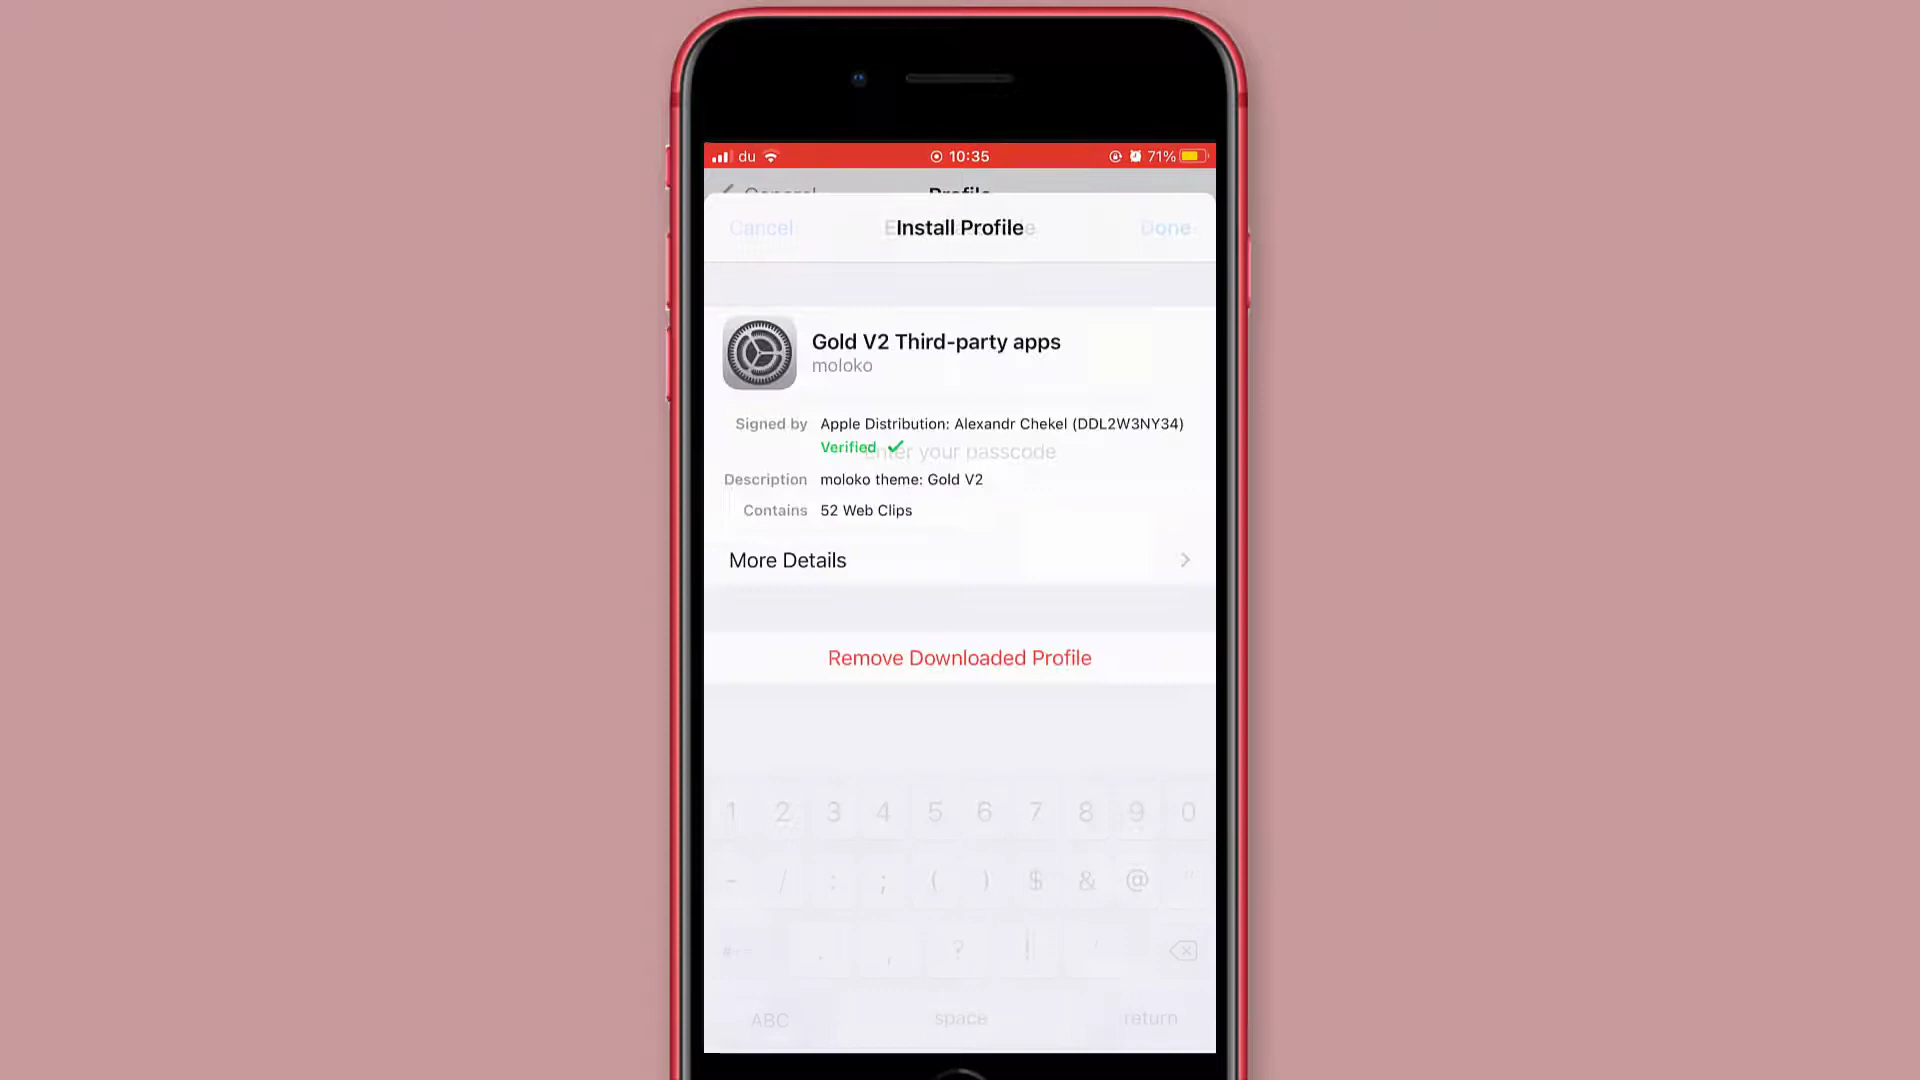 du 10:35 71%
General Profile
Cancel Install Profile Done
Gold V2 Third-party apps
moloko
Signed by Apple Distribution: Alexandr Chekel (DDL2W3NY34)
Verified
Enter your passcode
Description moloko theme: Gold V2
Contains 52 Web Clips
More Details
Remove Downloaded Profile
1 2 3 4 5 6 7 8 9 0
- / : ; ( ) $ & @ "
#+= . , ? ! '
ABC space return